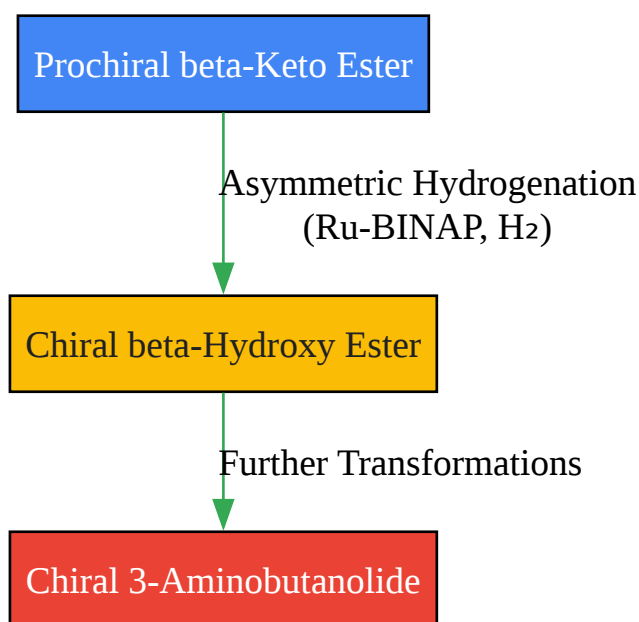 Prochiral beta-Keto Ester
Asymmetric Hydrogenation
(Ru-BINAP, H₂)
Chiral beta-Hydroxy Ester
Further Transformations
Chiral 3-Aminobutanolide